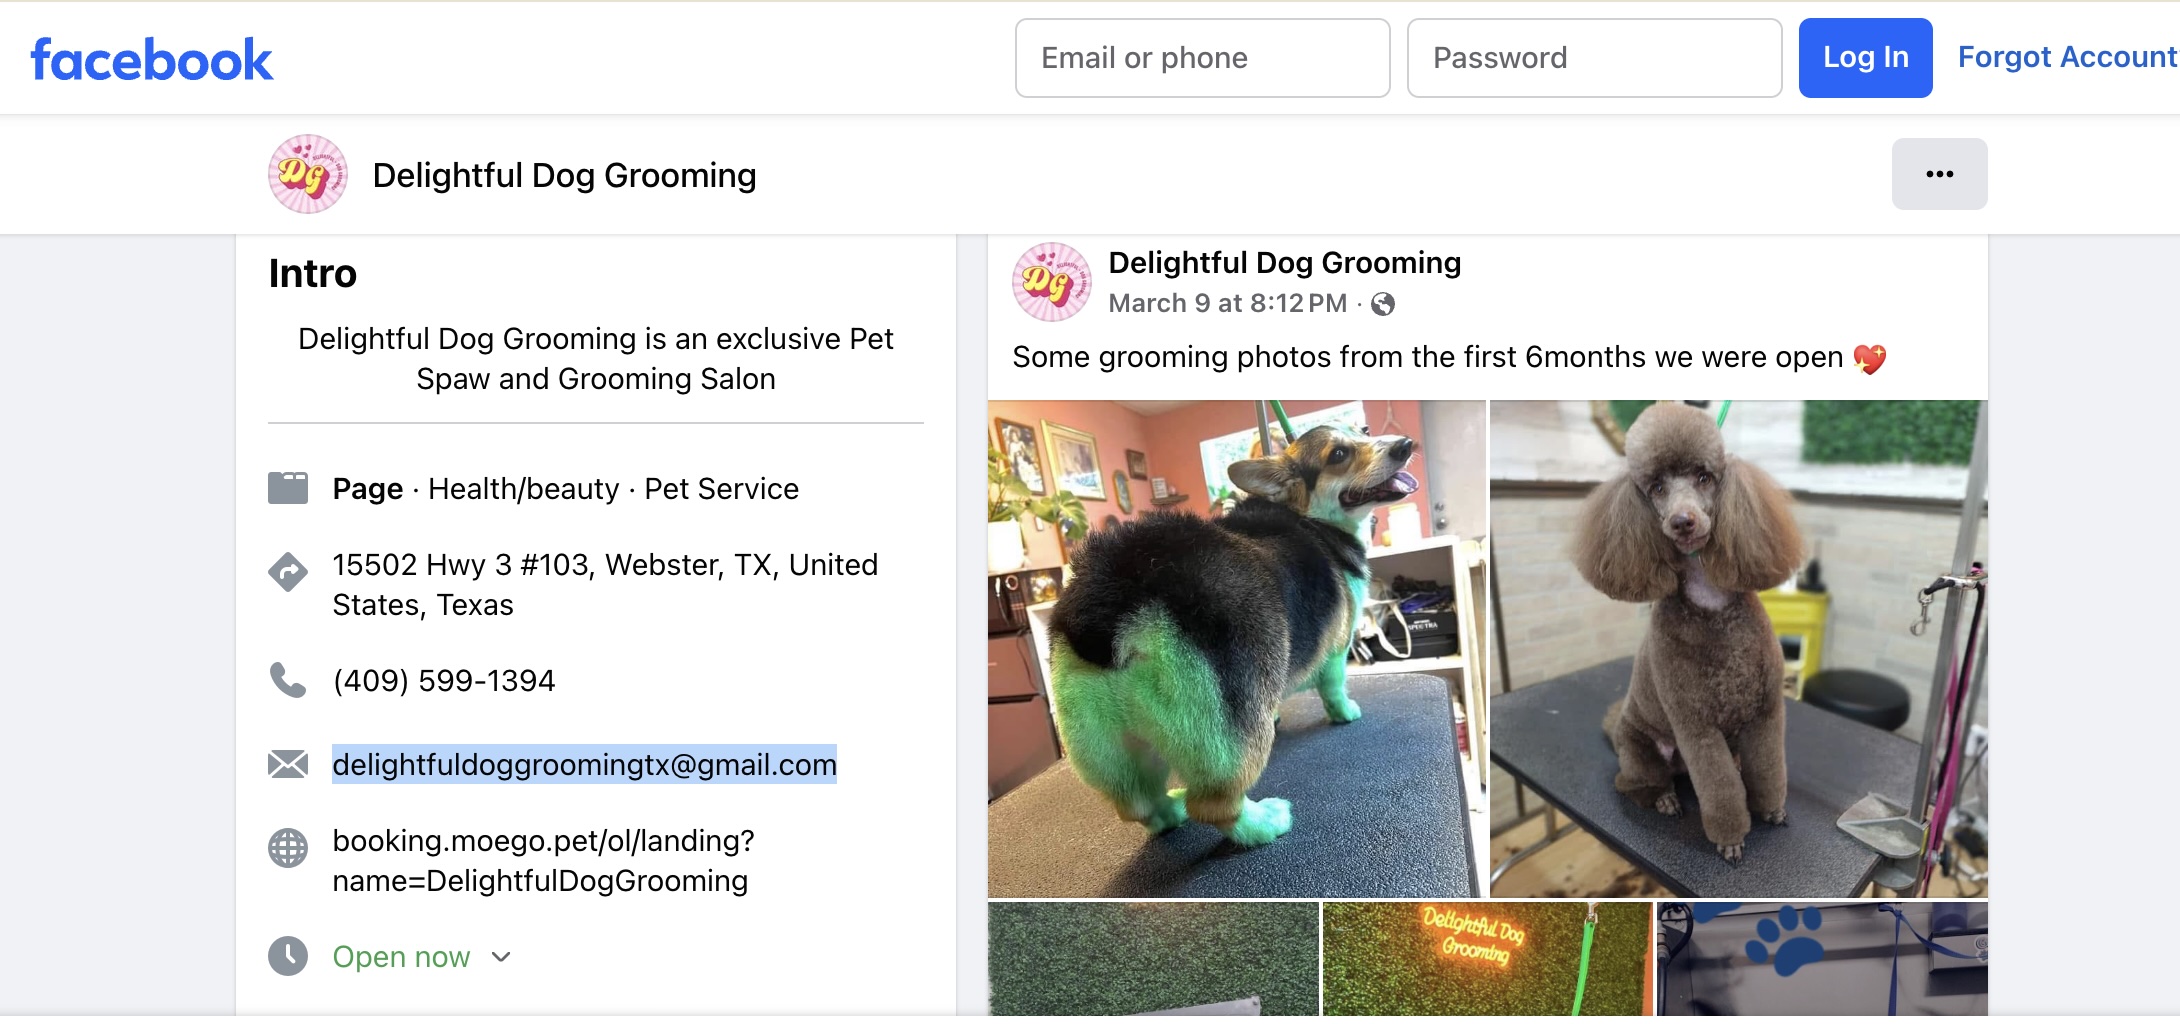 facebook
Email or phone
Password
Log In
Forgot Account
DG
Delightful Dog Grooming
...
Intro
Delightful Dog Grooming is an exclusive Pet
Spaw and Grooming Salon
Page · Health/beauty · Pet Service
15502 Hwy 3 #103, Webster, TX, United
States, Texas
(409) 599-1394
delightfuldoggroomingtx@gmail.com
booking.moego.pet/ol/landing?
name=DelightfulDogGrooming
Open now
DG
Delightful Dog Grooming
March 9 at 8:12 PM ·
Some grooming photos from the first 6months we were open 💖
SPECTRA
Delightful Dog
Grooming